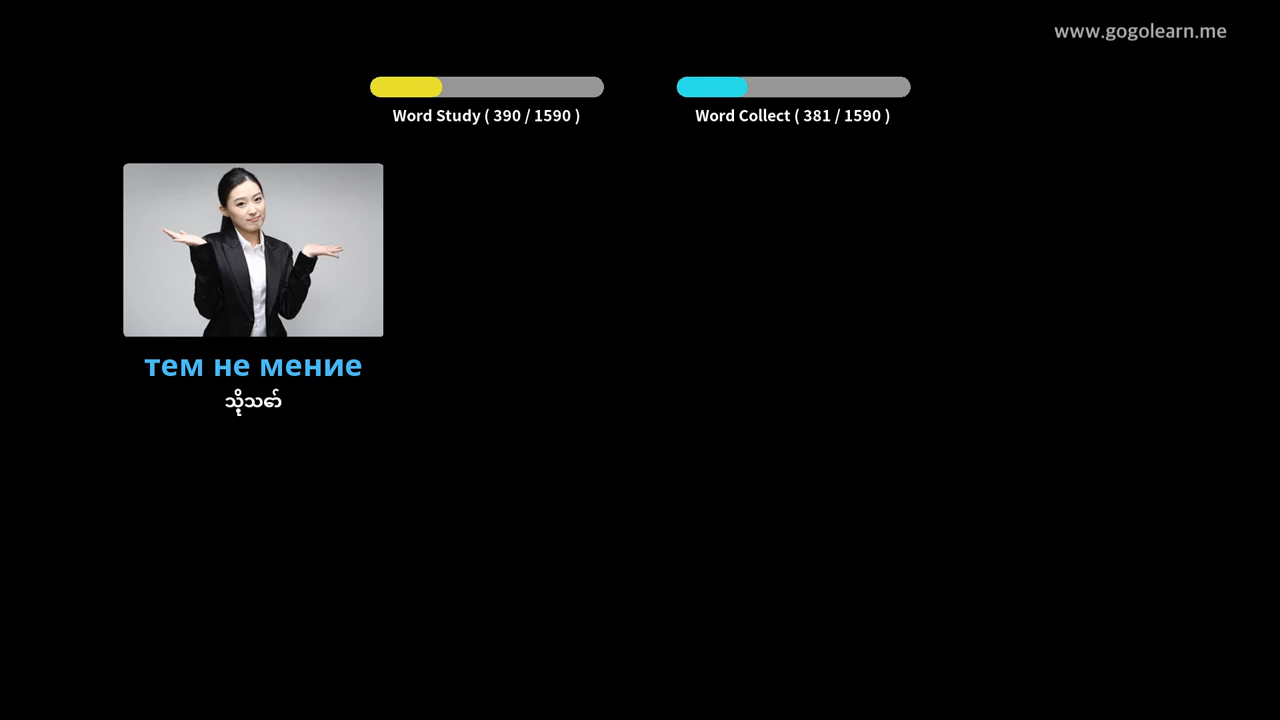 www.gogolearn.me
Word Study ( 390 / 1590 )
Word Collect ( 381 / 1590 )
тем не мение
သို့သော်